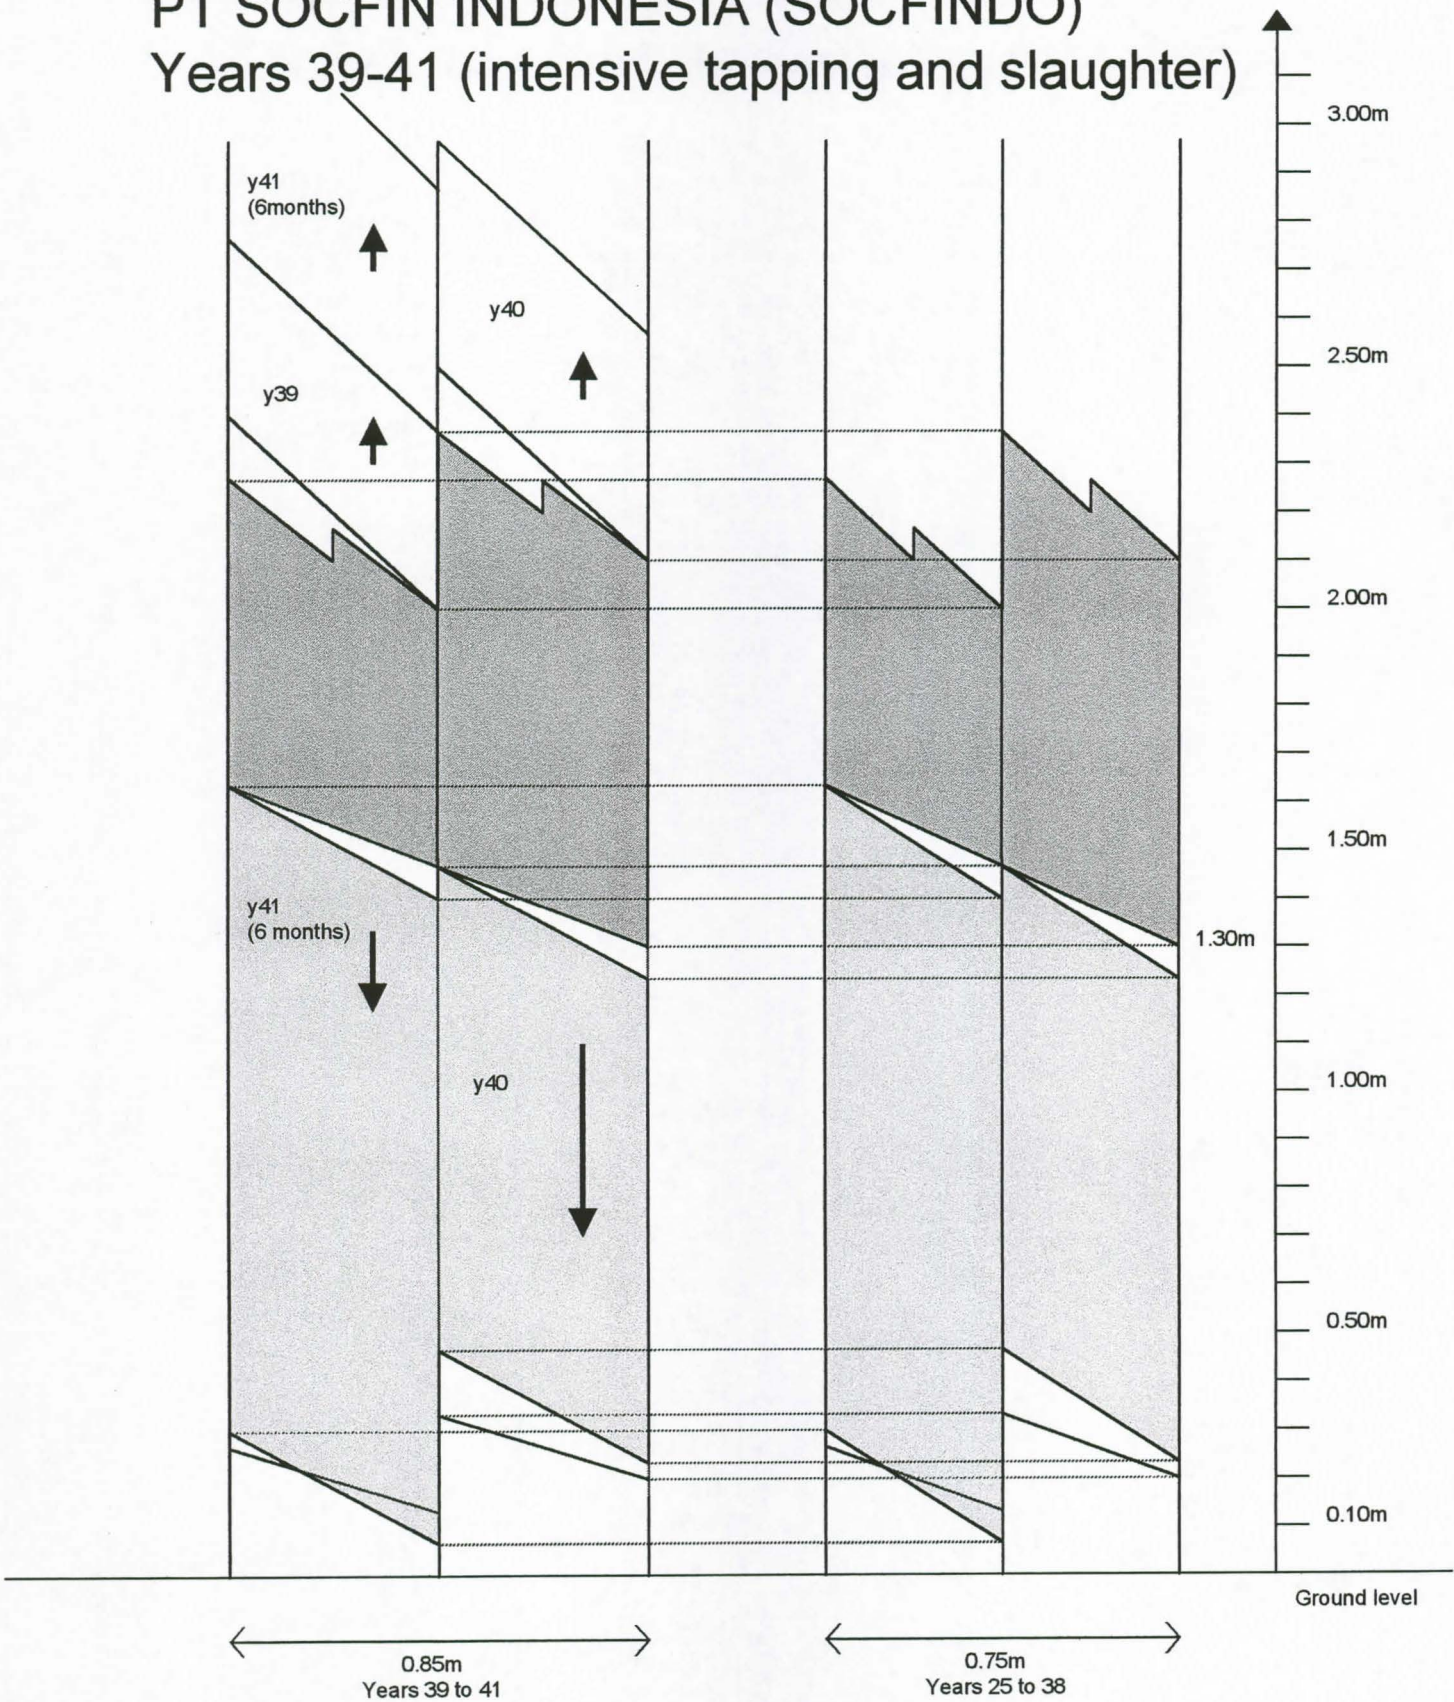 PT SOCFIN INDONESIA (SOCFINDO)
Years 39-41 (intensive tapping and slaughter)
3.00m
y41
(6months)
y40
2.50m
y39
2.00m
1.50m
y41
(6 months)
1.30m
y40
1.00m
0.50m
0.10m
Ground level
0.85m
Years 39 to 41
0.75m
Years 25 to 38